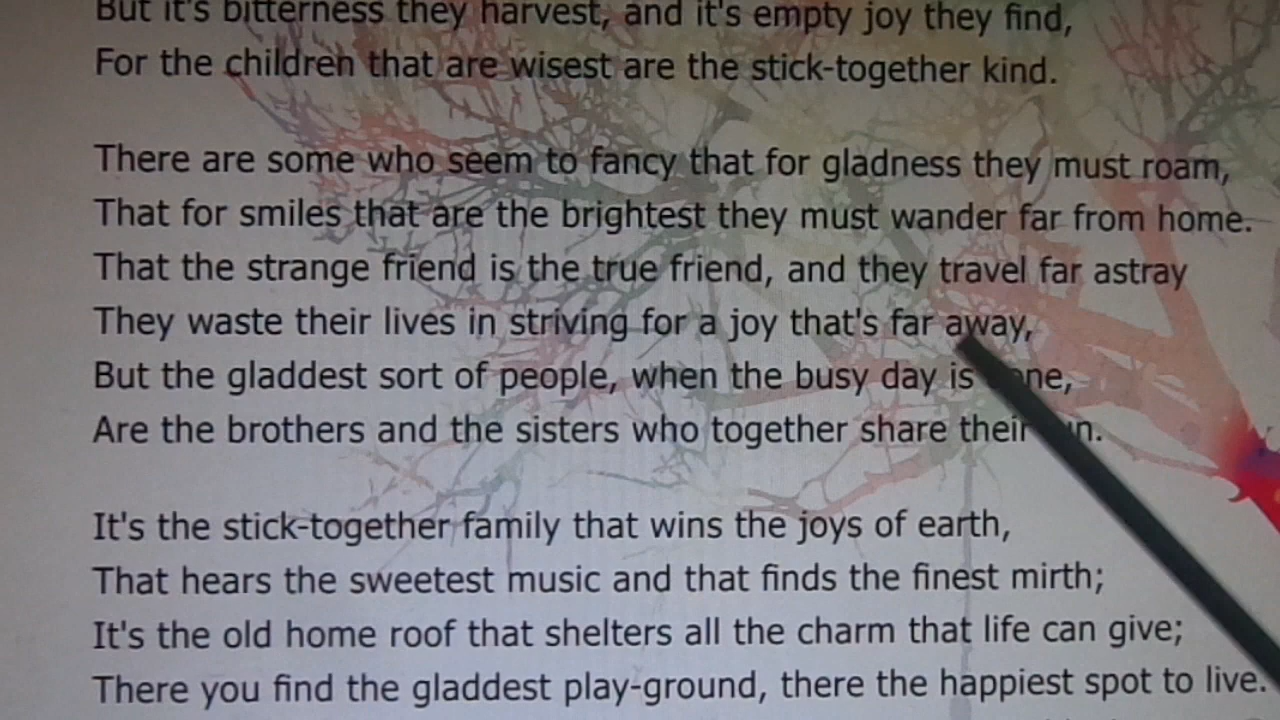 But it's bitterness they harvest, and it's empty joy they find,
For the children that are wisest are the stick-together kind.
There are some who seem to fancy that for gladness they must roam,
That for smiles that are the brightest they must wander far from home.
That the strange friend is the true friend, and they travel far astray
They waste their lives in striving for a joy that's far away,
But the gladdest sort of people, when the busy day is
Are the brothers and the sisters who together share their
It's the stick-together family that wins the joys of earth,
That hears the sweetest music and that finds the finest mirth;
It's the old home roof that shelters all the charm that life can give;
There you find the gladdest play-ground, there the happiest spot to live.